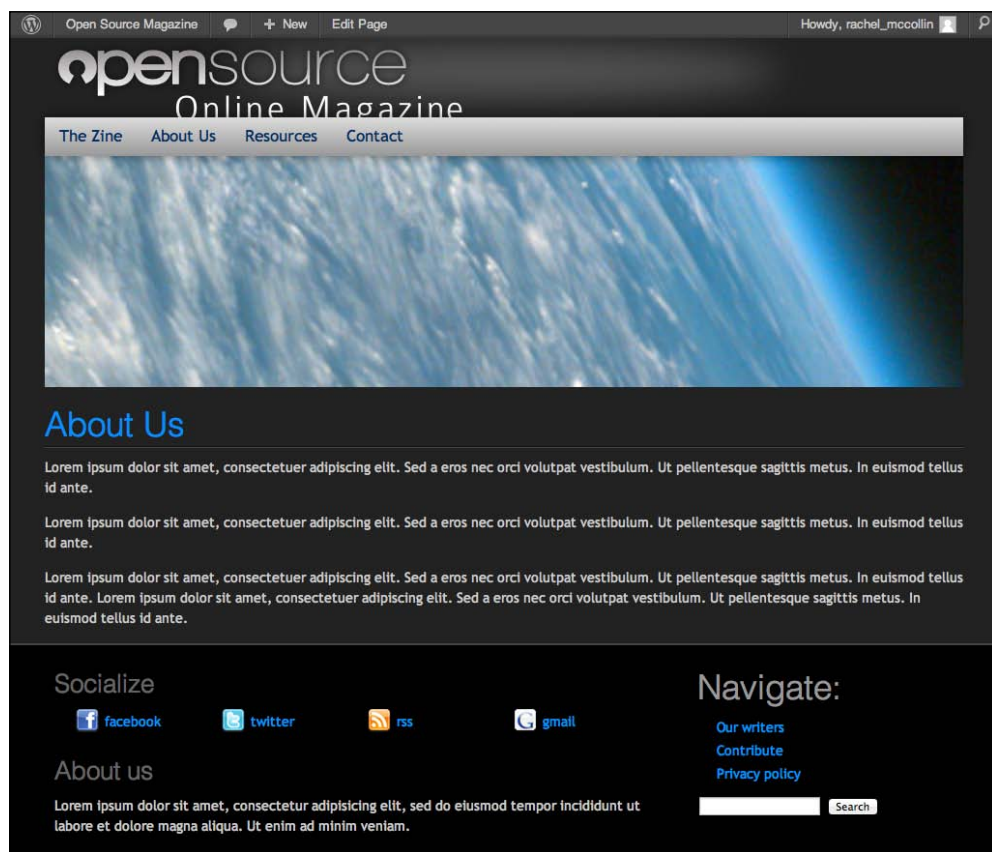 Open Source Magazine + New Edit Page Howdy, rachel_mccollin
opensource
Online Magazine
The Zine About Us Resources Contact
About Us
Lorem ipsum dolor sit amet, consectetuer adipiscing elit. Sed a eros nec orci volutpat vestibulum. Ut pellentesque sagittis metus. In euismod tellus
id ante.
Lorem ipsum dolor sit amet, consectetuer adipiscing elit. Sed a eros nec orci volutpat vestibulum. Ut pellentesque sagittis metus. In euismod tellus
id ante.
Lorem ipsum dolor sit amet, consectetuer adipiscing elit. Sed a eros nec orci volutpat vestibulum. Ut pellentesque sagittis metus. In euismod tellus
id ante. Lorem ipsum dolor sit amet, consectetuer adipiscing elit. Sed a eros nec orci volutpat vestibulum. Ut pellentesque sagittis metus. In
euismod tellus id ante.
Socialize
facebook twitter rss gmail
About us
Lorem ipsum dolor sit amet, consectetur adipisicing elit, sed do eiusmod tempor incididunt ut
labore et dolore magna aliqua. Ut enim ad minim veniam.
Navigate:
Our writers
Contribute
Privacy policy
Search